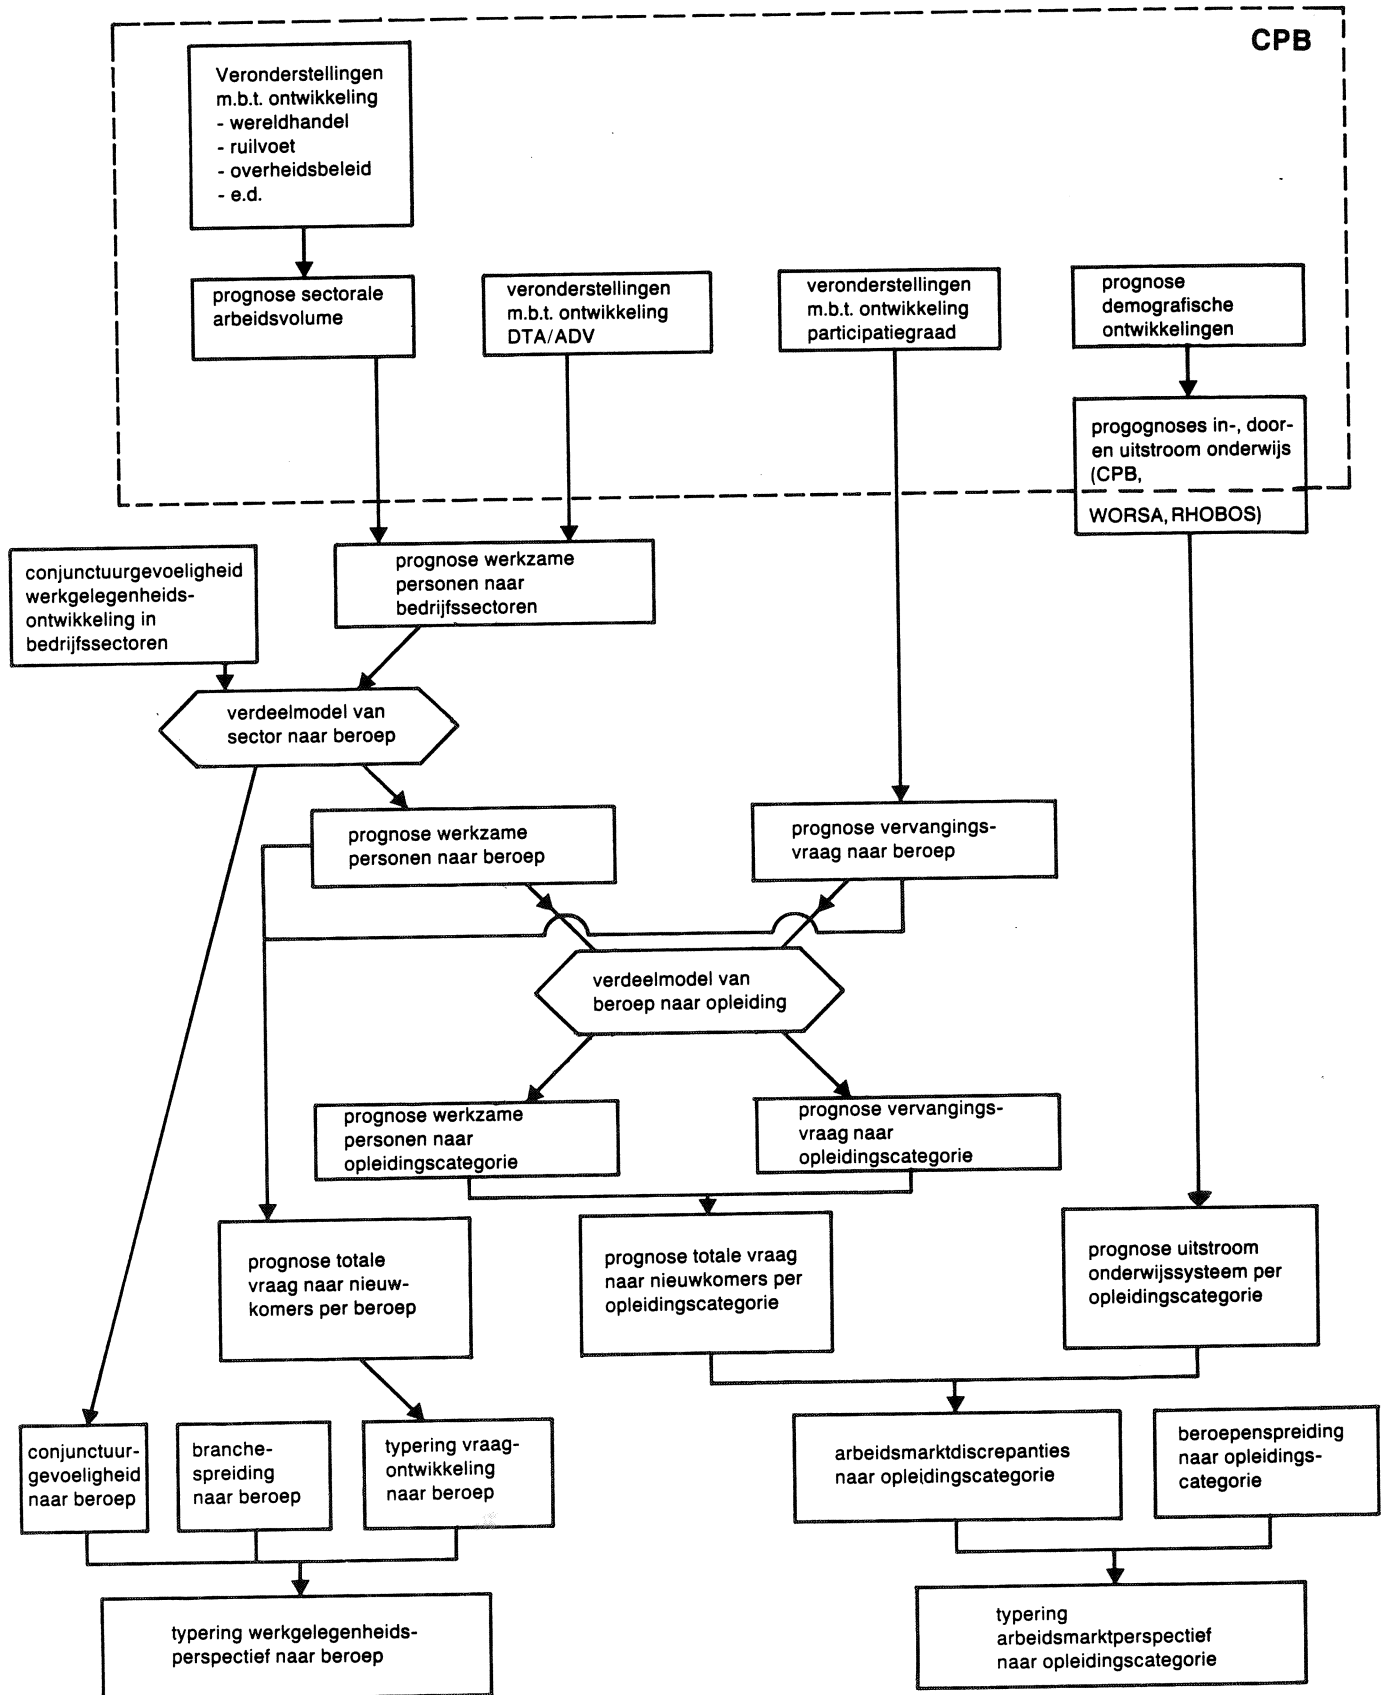 CPB
Veronderstellingen
m.b.t. ontwikkeling
- wereldhandel
- ruilvoet
- overheidsbeleid
- e.d.
prognose sectorale
arbeidsvolume
veronderstellingen
m.b.t. ontwikkeling
DTA/ADV
veronderstellingen
m.b.t. ontwikkeling
participatiegraad
prognose
demografische
ontwikkelingen
progognoses in-, door-
en uitstroom onderwijs
(CPB,
WORSA, RHOBOS)
conjunctuurgevoeligheid
werkgelegenheids-
ontwikkeling in
bedrijfssectoren
prognose werkzame
personen naar
bedrijfssectoren
verdeelmodel van
sector naar beroep
prognose werkzame
personen naar beroep
prognose vervangings-
vraag naar beroep
verdeelmodel van
beroep naar opleiding
prognose werkzame
personen naar
opleidingscategorie
prognose vervangings-
vraag naar
opleidingscategorie
prognose totale
vraag naar nieuw-
komers per beroep
prognose totale vraag
naar nieuwkomers per
opleidingscategorie
prognose uitstroom
onderwijssysteem per
opleidingscategorie
conjunctuur-
gevoeligheid
naar beroep
branche-
spreiding
naar beroep
typering vraag-
ontwikkeling
naar beroep
arbeidsmarktdiscrepanties
naar opleidingscategorie
beroepenspreiding
naar opleidings-
categorie
typering werkgelegenheids-
perspectief naar beroep
typering
arbeidsmarktperspectief
naar opleidingscategorie